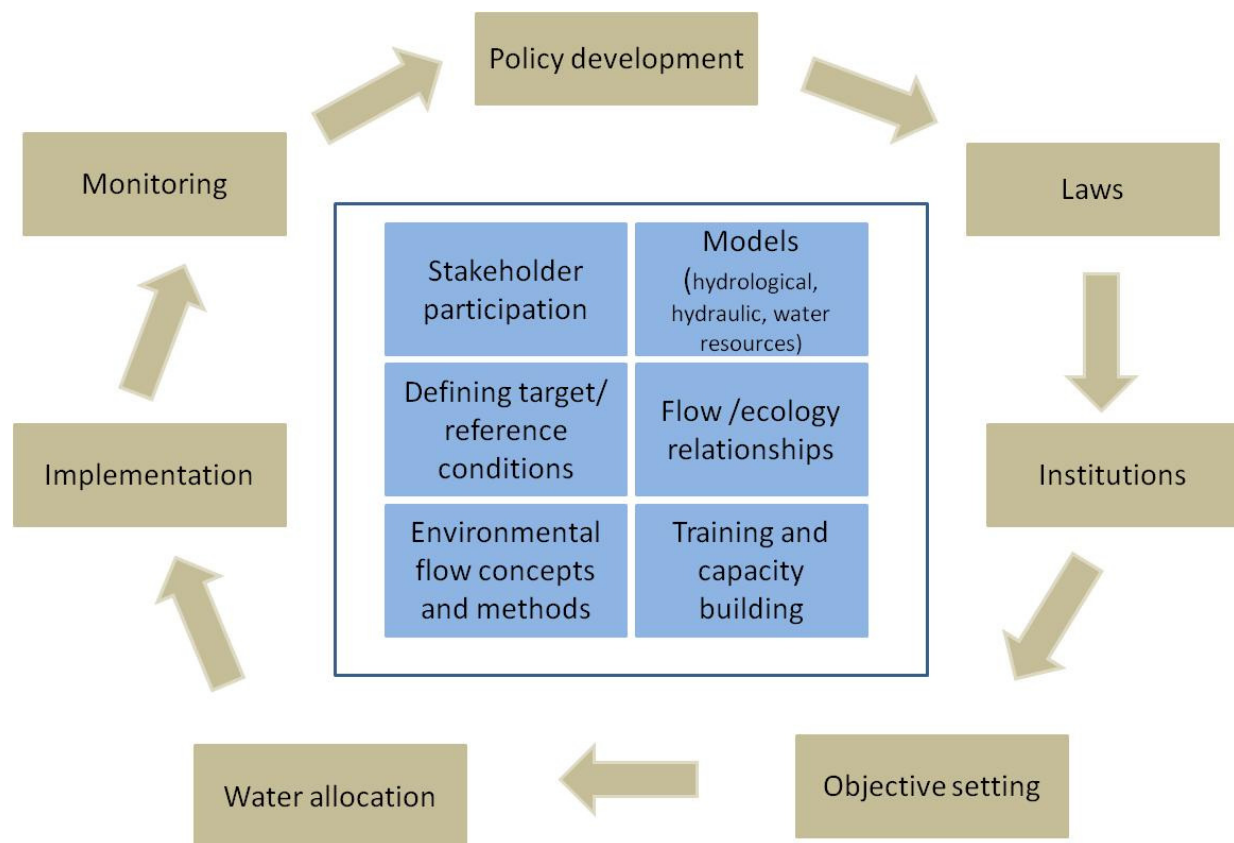 Policy development
Monitoring
Laws
Stakeholder
participation
Models
(hydrological,
hydraulic, water
resources)
Defining target/
reference
conditions
Flow /ecology
relationships
Implementation
Institutions
Environmental
flow concepts
and methods
Training and
capacity
building
Water allocation
Objective setting